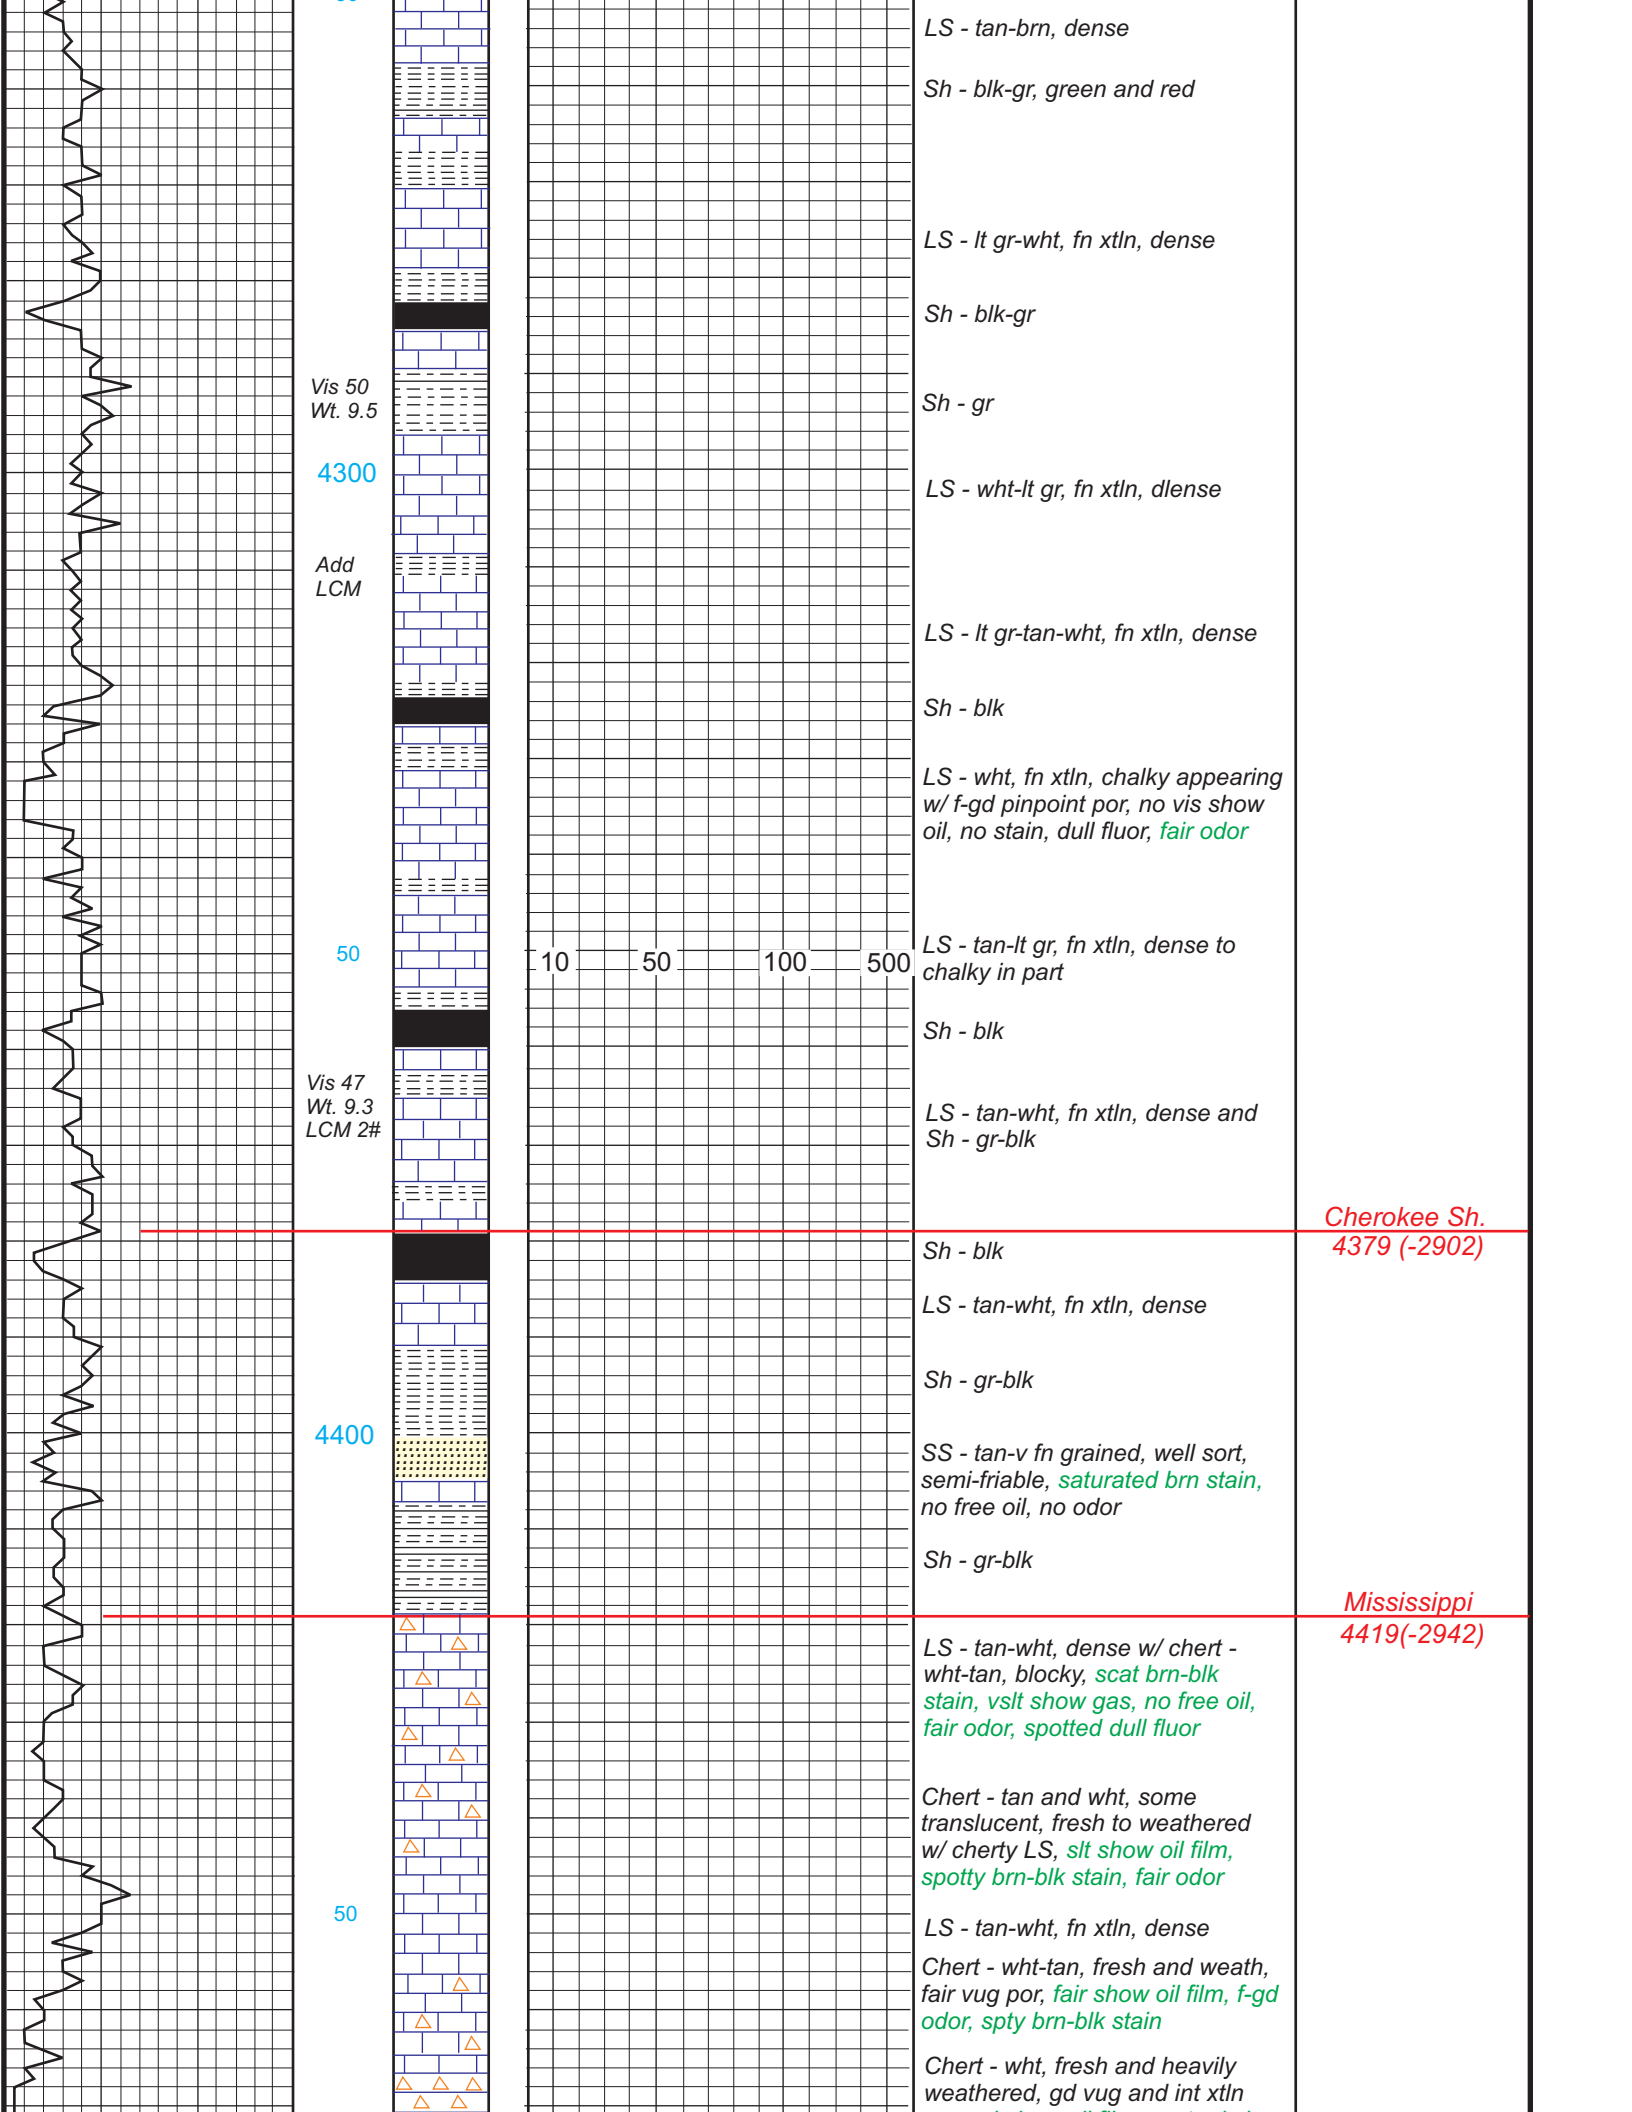 LS - tan-brn, dense
Sh - blk-gr, green and red
LS - lt gr-wht, fn xtln, dense
Sh - blk-gr
Vis 50
Wt. 9.5
Sh - gr
4300
LS - wht-lt gr, fn xtln, dlense
Add
LCM
LS - lt gr-tan-wht, fn xtln, dense
Sh - blk
LS - wht, fn xtln, chalky appearing
w/ f-gd pinpoint por, no vis show
oil, no stain, dull fluor, fair odor
50
10 50 100 500
LS - tan-lt gr, fn xtln, dense to
chalky in part
Sh - blk
Vis 47
Wt. 9.3
LCM 2#
LS - tan-wht, fn xtln, dense and
Sh - gr-blk
Cherokee Sh.
4379 (-2902)
Sh - blk
LS - tan-wht, fn xtln, dense
Sh - gr-blk
4400
SS - tan-v fn grained, well sort,
semi-friable, saturated brn stain,
no free oil, no odor
Sh - gr-blk
Mississippi
4419(-2942)
LS - tan-wht, dense w/ chert -
wht-tan, blocky, scat brn-blk
stain, vslt show gas, no free oil,
fair odor, spotted dull fluor
Chert - tan and wht, some
translucent, fresh to weathered
w/ cherty LS, slt show oil film,
spotty brn-blk stain, fair odor
50
LS - tan-wht, fn xtln, dense
Chert - wht-tan, fresh and weath,
fair vug por, fair show oil film, f-gd
odor, spty brn-blk stain
Chert - wht, fresh and heavily
weathered, gd vug and int xtln